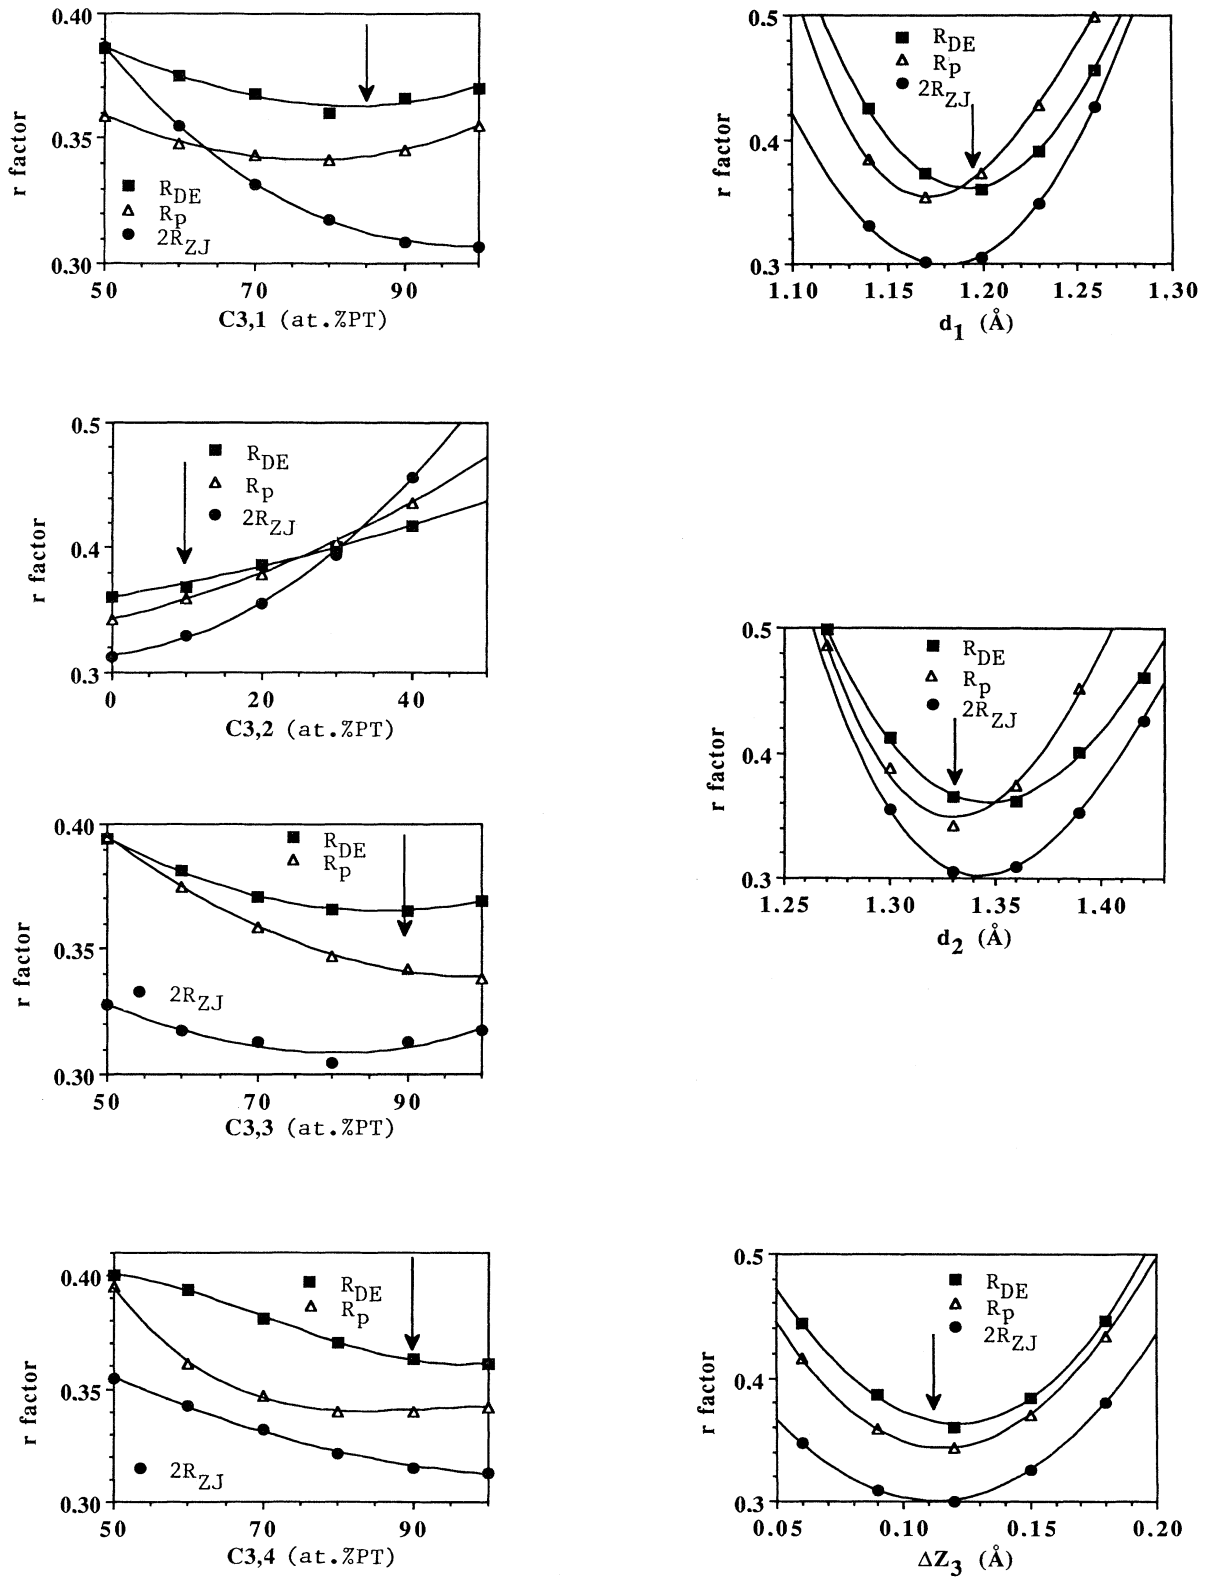 0.40
0.35
0.30
r factor
R_DE
R_p
2R_ZJ
50 70 90
C3,1 (at.%PT)
0.5
0.4
0.3
r factor
R_DE
R_p
2R_ZJ
1.10 1.15 1.20 1.25 1.30
d_1 (Å)
0.5
0.4
0.3
r factor
R_DE
R_p
2R_ZJ
0 20 40
C3,2 (at.%PT)
0.5
0.4
0.3
r factor
R_DE
R_p
2R_ZJ
1.25 1.30 1.35 1.40
d_2 (Å)
0.40
0.35
0.30
r factor
R_DE
R_p
2R_ZJ
50 70 90
C3,3 (at.%PT)
0.40
0.35
0.30
r factor
R_DE
R_p
2R_ZJ
50 70 90
C3,4 (at.%PT)
0.5
0.4
0.3
r factor
R_DE
R_p
2R_ZJ
0.05 0.10 0.15 0.20
ΔZ_3 (Å)